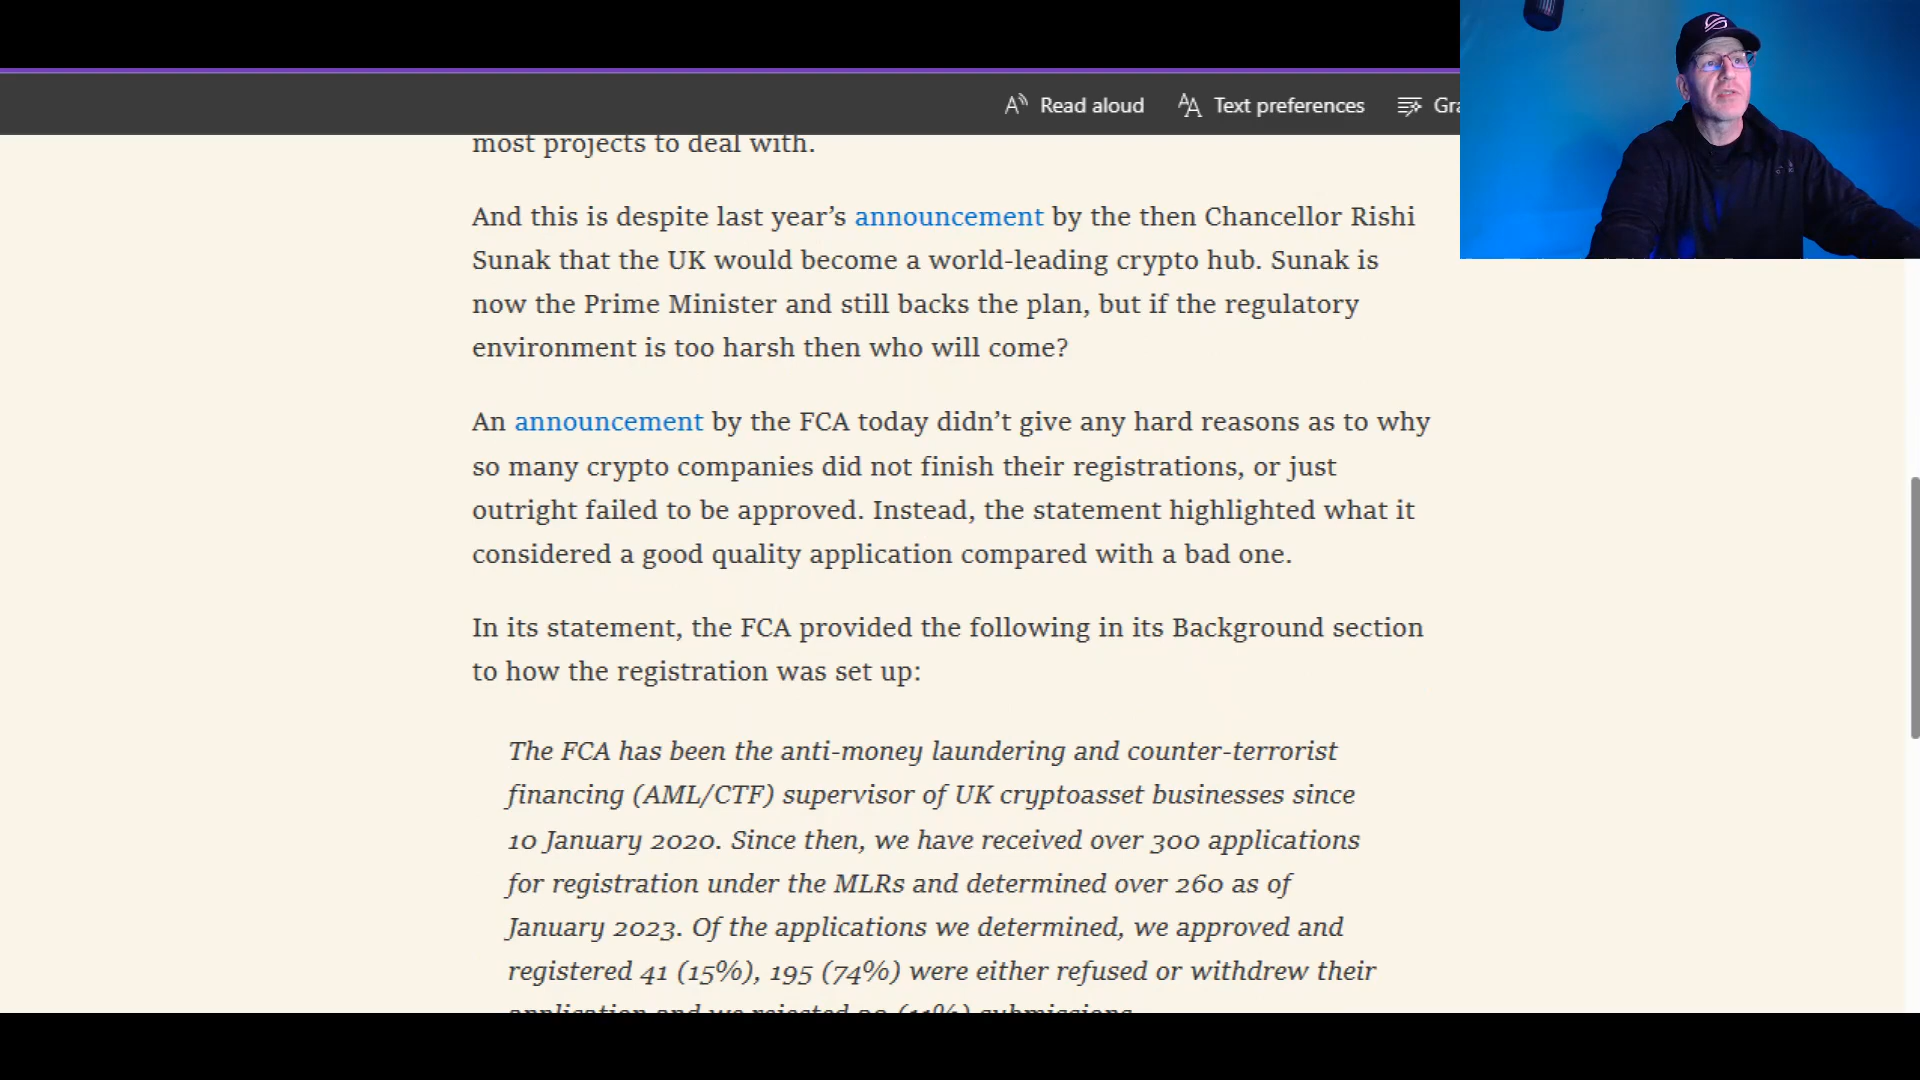 Read aloud Text preferences Gra
most projects to deal with.
And this is despite last year’s announcement by the then Chancellor Rishi
Sunak that the UK would become a world-leading crypto hub. Sunak is
now the Prime Minister and still backs the plan, but if the regulatory
environment is too harsh then who will come?
An announcement by the FCA today didn’t give any hard reasons as to why
so many crypto companies did not finish their registrations, or just
outright failed to be approved. Instead, the statement highlighted what it
considered a good quality application compared with a bad one.
In its statement, the FCA provided the following in its Background section
to how the registration was set up:
The FCA has been the anti-money laundering and counter-terrorist
financing (AML/CTF) supervisor of UK cryptoasset businesses since
10 January 2020. Since then, we have received over 300 applications
for registration under the MLRs and determined over 260 as of
January 2023. Of the applications we determined, we approved and
registered 41 (15%), 195 (74%) were either refused or withdrew their
application and we rejected (11%) submissions